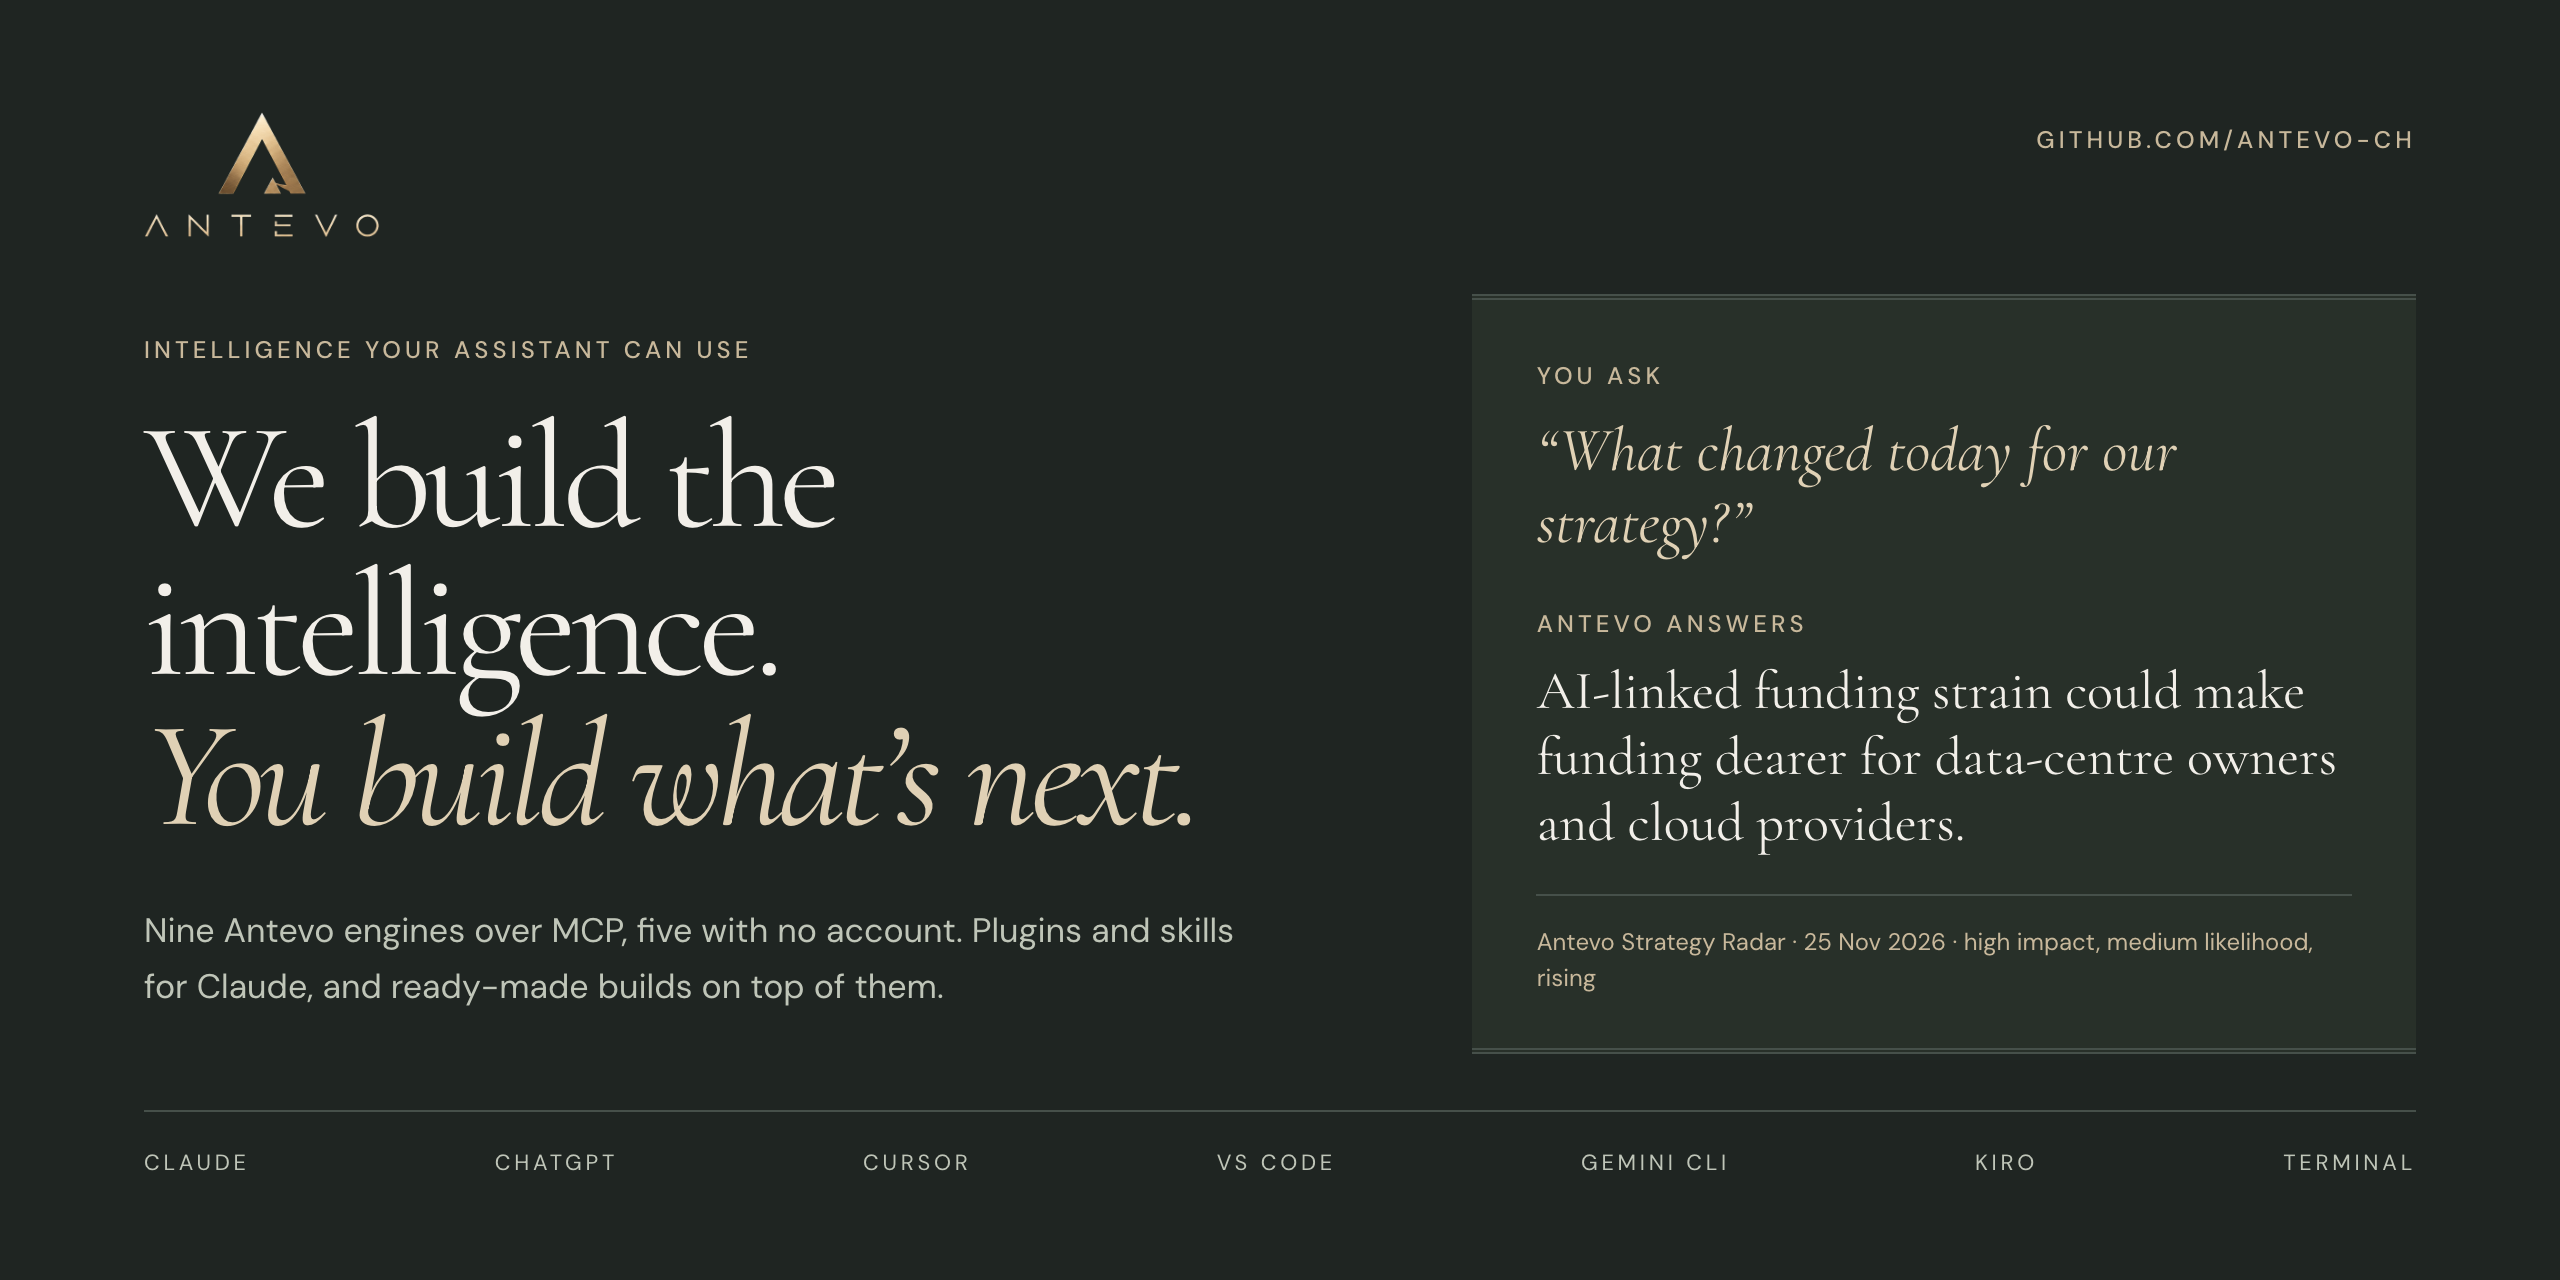 ANTEVO
GITHUB.COM/ANTEVO-CH
INTELLIGENCE YOUR ASSISTANT CAN USE
We build the
intelligence.
You build what’s next.
Nine Antevo engines over MCP, five with no account. Plugins and skills
for Claude, and ready-made builds on top of them.
YOU ASK
“What changed today for our
strategy?”
ANTEVO ANSWERS
AI-linked funding strain could make
funding dearer for data-centre owners
and cloud providers.
Antevo Strategy Radar · 25 Nov 2026 · high impact, medium likelihood,
rising
CLAUDE
CHATGPT
CURSOR
VS CODE
GEMINI CLI
KIRO
TERMINAL